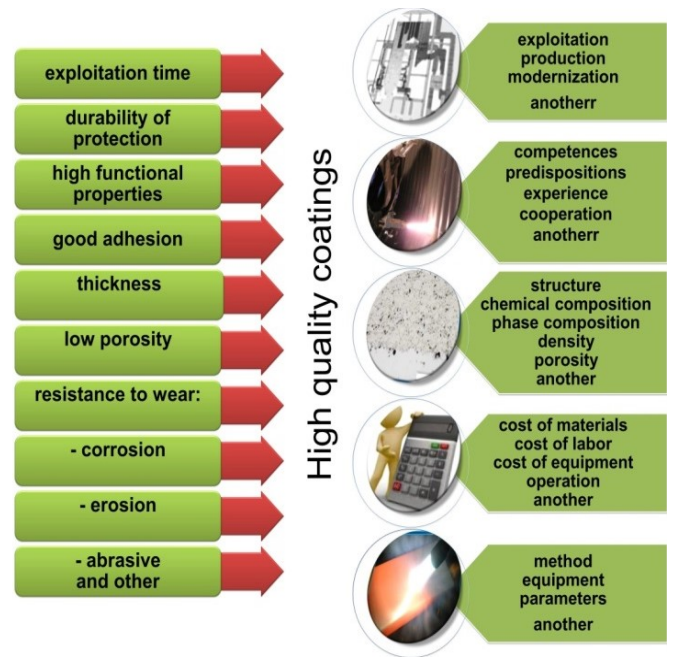 exploitation time
durability of
protection
high functional
properties
good adhesion
thickness
low porosity
resistance to wear:
- corrosion
- erosion
- abrasive
and other
High quality coatings
exploitation
production
modernization
anotherr
competences
predispositions
experience
cooperation
anotherr
structure
chemical composition
phase composition
density
porosity
another
cost of materials
cost of labor
cost of equipment
operation
another
method
equipment
parameters
another